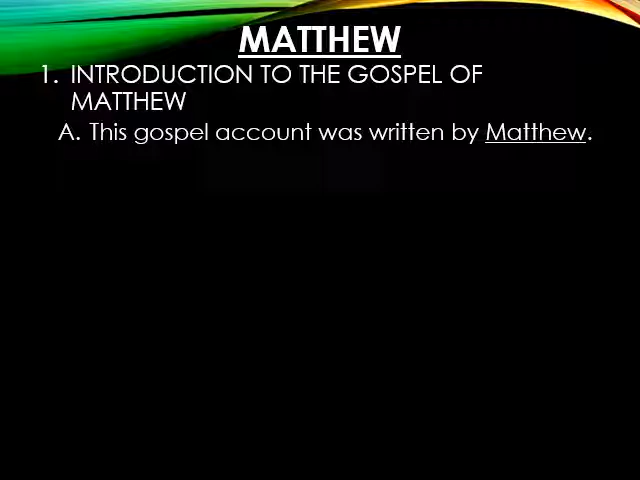 MATTHEW
1. INTRODUCTION TO THE GOSPEL OF
MATTHEW
A. This gospel account was written by Matthew.